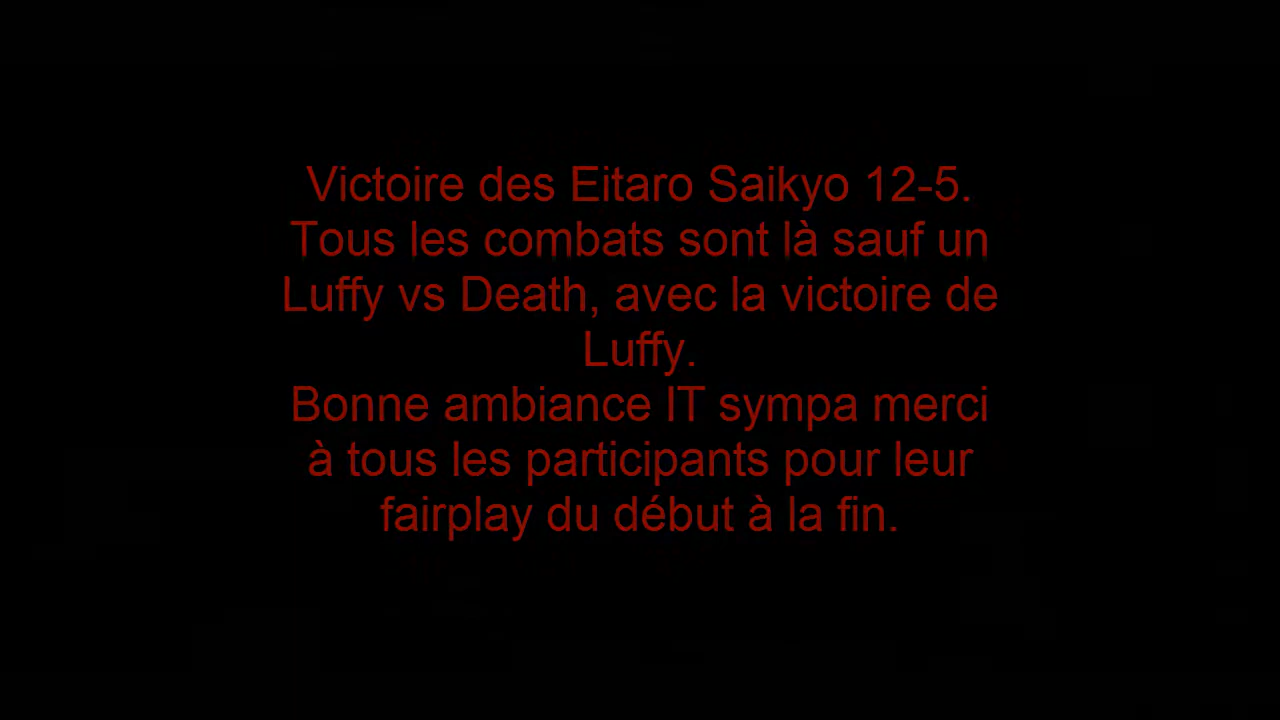 Victoire des Eitaro Saikyo 12-5.
Tous les combats sont là sauf un
Luffy vs Death, avec la victoire de
Luffy.
Bonne ambiance IT sympa merci
à tous les participants pour leur
fairplay du début à la fin.